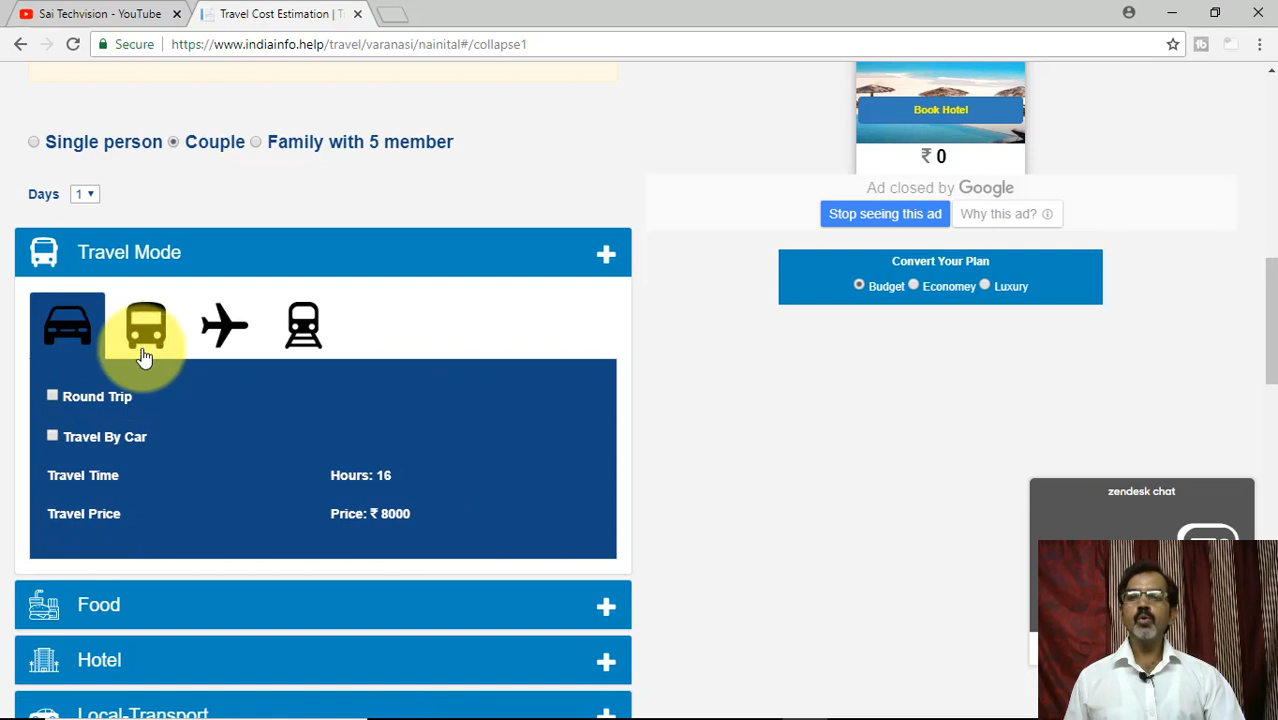 Sai Techvision - YouTube
Travel Cost Estimation | T
Secure https://www.indiainfo.help/travel/varanasi/nainital#/collapse1
Single person Couple Family with 5 member
Days 1
Travel Mode
Round Trip
Travel By Car
Travel Time Hours: 16
Travel Price Price: ₹ 8000
Food
Hotel
Local-Transport
Book Hotel
₹ 0
Ad closed by Google
Stop seeing this ad Why this ad?
Convert Your Plan
Budget Economey Luxury
zendesk chat